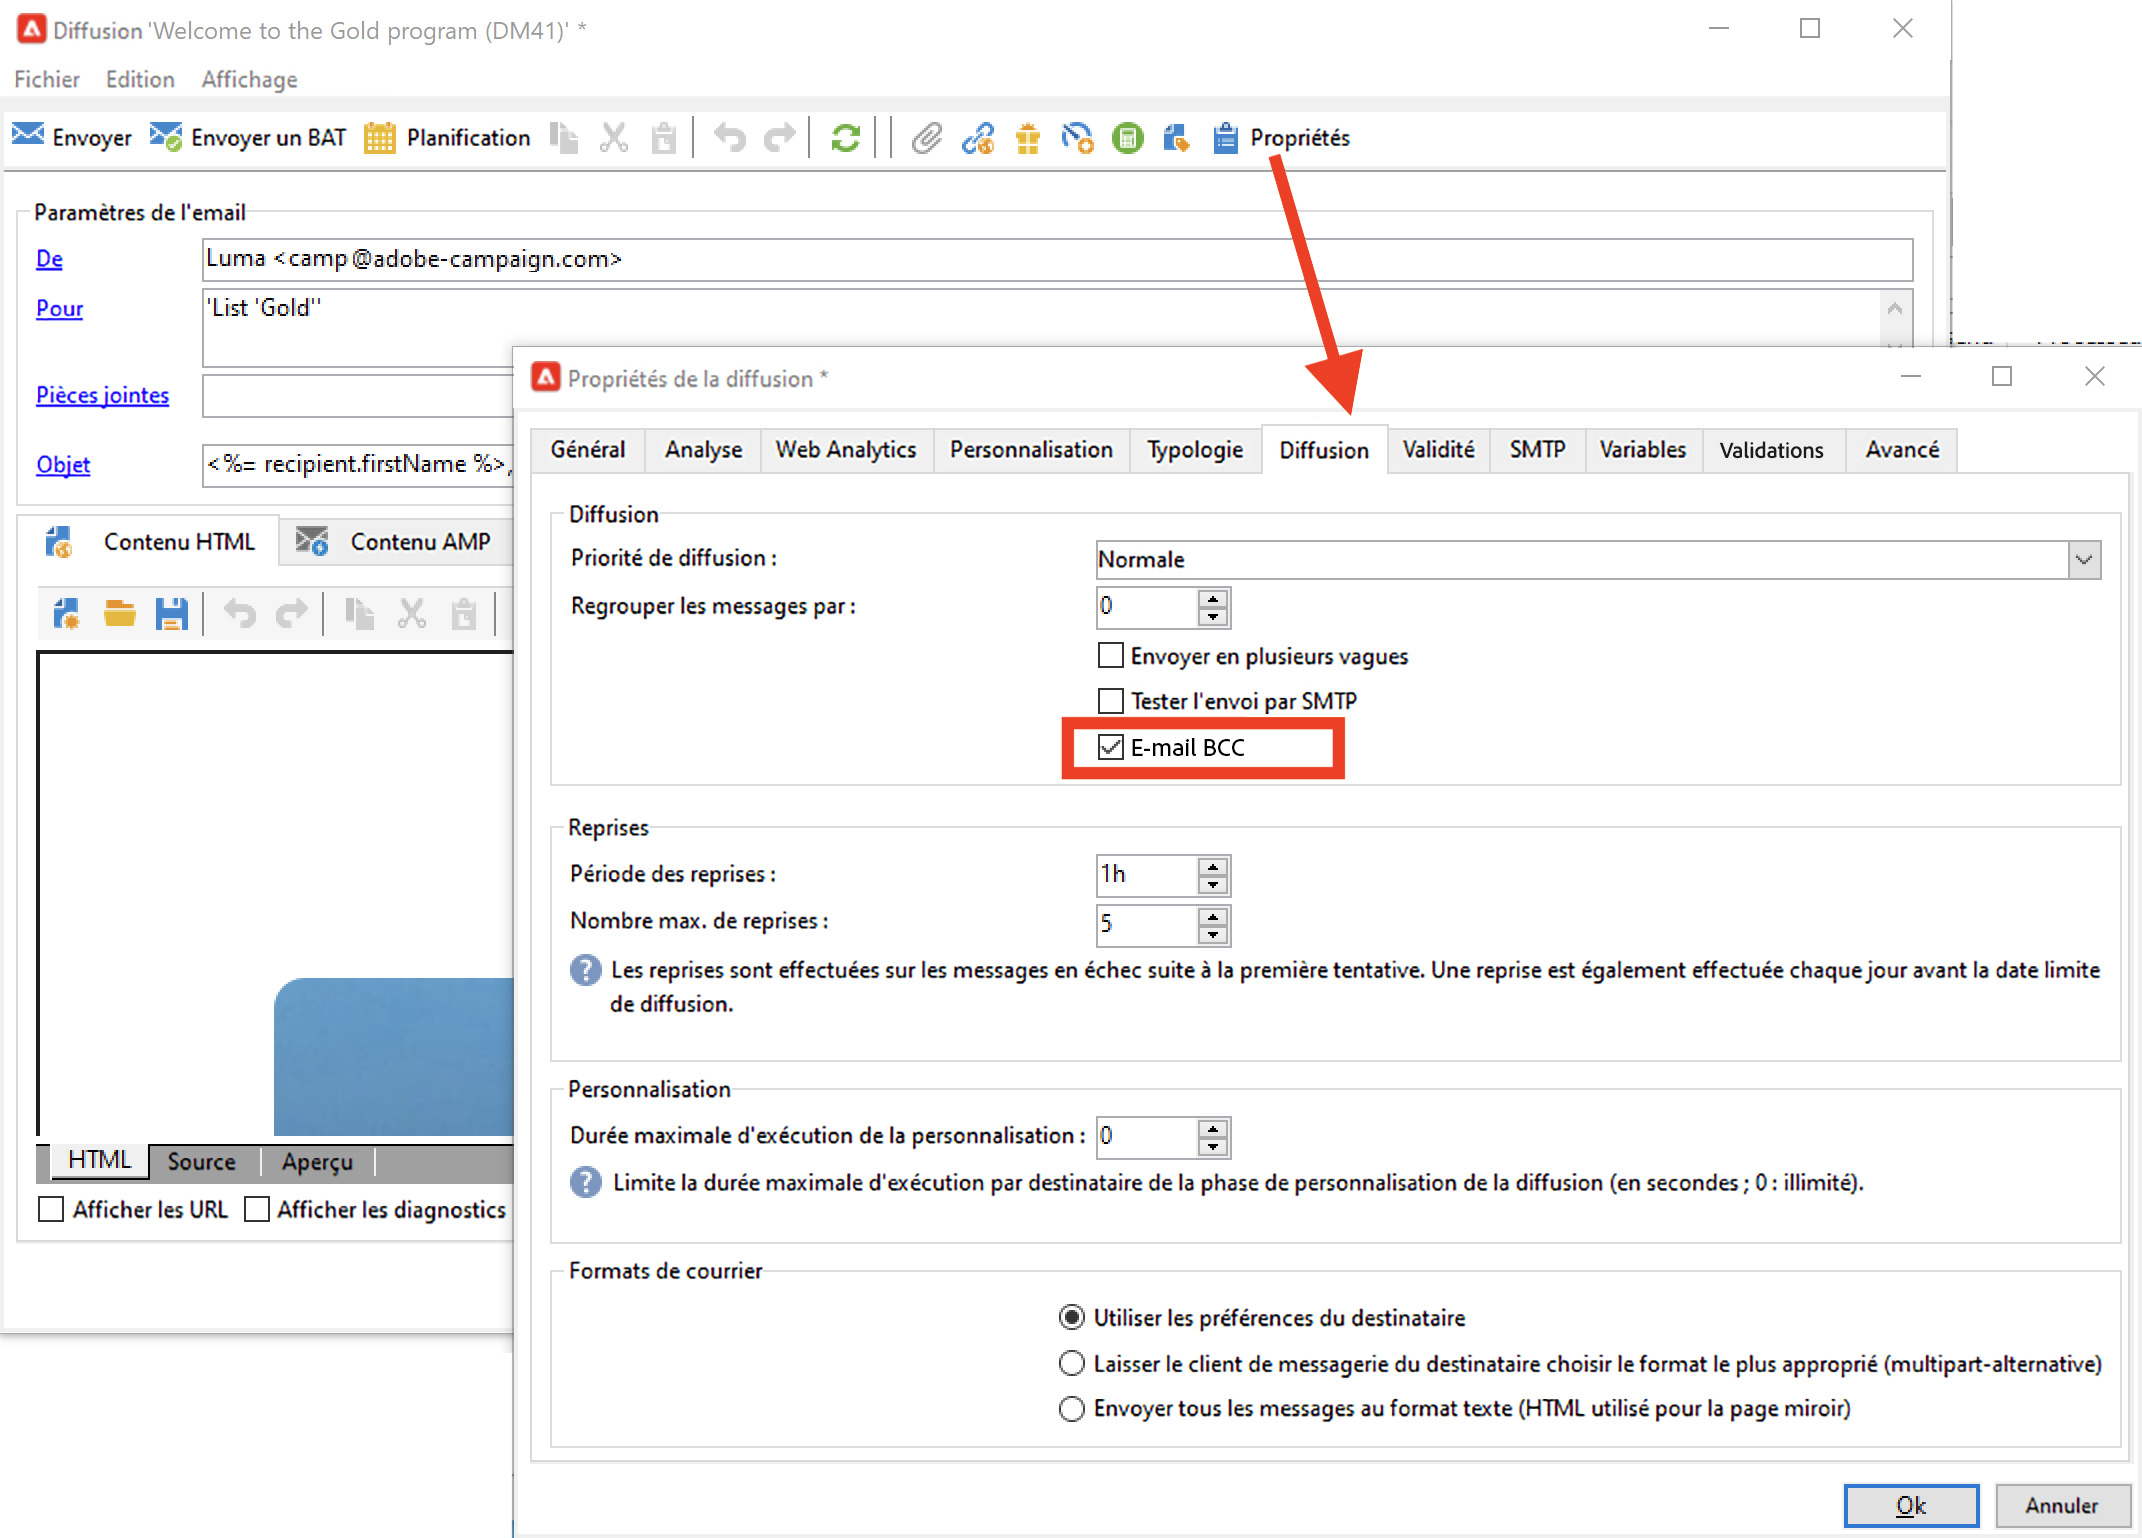 Diffusion 'Welcome to the Gold program (DM41)' *
Fichier Edition Affichage
Envoyer Envoyer un BAT Planification Propriétés
Paramètres de l'email
De Luma <camp@adobe-campaign.com>
Pour 'List 'Gold''
Pièces jointes
Objet <%= recipient.firstName %>,
Contenu HTML Contenu AMP
HTML Source Aperçu
Afficher les URL Afficher les diagnostics
Propriétés de la diffusion *
Général Analyse Web Analytics Personnalisation Typologie Diffusion Validité SMTP Variables Validations Avancé
Diffusion
Priorité de diffusion : Normale
Regrouper les messages par : 0
Envoyer en plusieurs vagues
Tester l'envoi par SMTP
E-mail BCC
Reprises
Période des reprises : 1h
Nombre max. de reprises : 5
Les reprises sont effectuées sur les messages en échec suite à la première tentative. Une reprise est également effectuée chaque jour avant la date limite
de diffusion.
Personnalisation
Durée maximale d'exécution de la personnalisation : 0
Limite la durée maximale d'exécution par destinataire de la phase de personnalisation de la diffusion (en secondes ; 0 : illimité).
Formats de courrier
Utiliser les préférences du destinataire
Laisser le client de messagerie du destinataire choisir le format le plus approprié (multipart-alternative)
Envoyer tous les messages au format texte (HTML utilisé pour la page miroir)
Ok Annuler